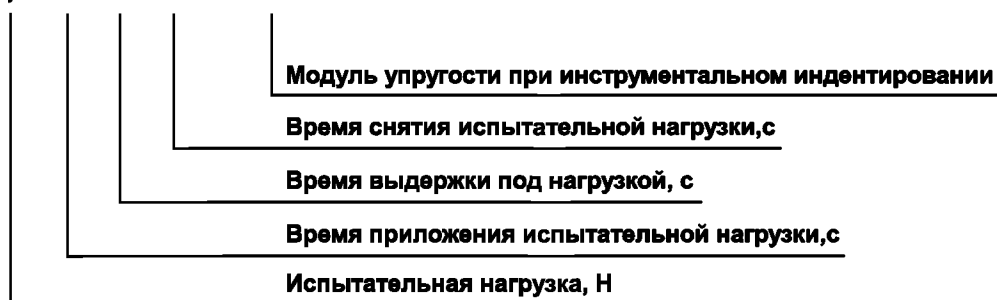 Модуль упругости при инструментальном индентировании
Время снятия испытательной нагрузки,с
Время выдержки под нагрузкой, с
Время приложения испытательной нагрузки,с
Испытательная нагрузка, Н